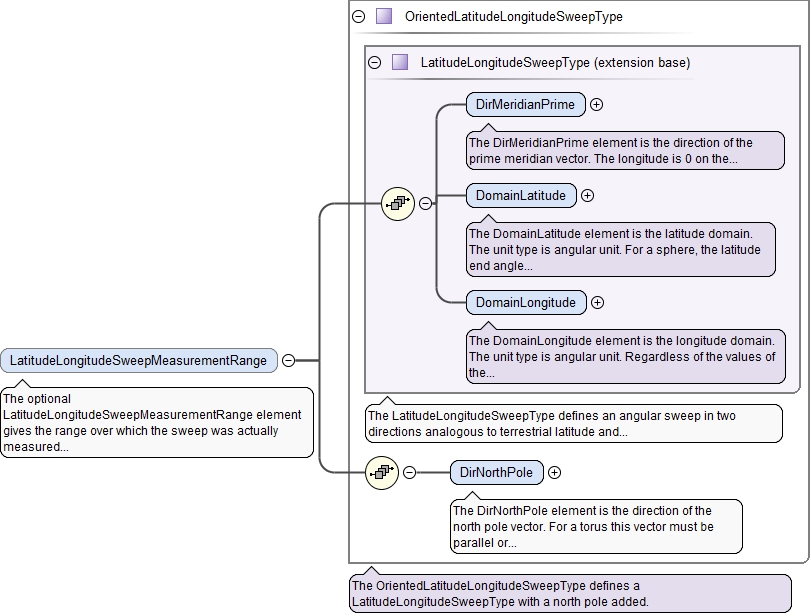 OrientedLatitudeLongitudeSweepType
LatitudeLongitudeSweepType (extension base)
DirMeridianPrime
The DirMeridianPrime element is the direction of the
prime meridian vector. The longitude is 0 on the...
DomainLatitude
The DomainLatitude element is the latitude domain.
The unit type is angular unit. For a sphere, the latitude
end angle...
DomainLongitude
The DomainLongitude element is the longitude domain.
The unit type is angular unit. Regardless of the values of
the...
LatitudeLongitudeSweepMeasurementRange
The optional
LatitudeLongitudeSweepMeasurementRange element
gives the range over which the sweep was actually
measured...
The LatitudeLongitudeSweepType defines an angular sweep in two
directions analogous to terrestrial latitude and...
DirNorthPole
The DirNorthPole element is the direction of the
north pole vector. For a torus this vector must be
parallel or...
The OrientedLatitudeLongitudeSweepType defines a
LatitudeLongitudeSweepType with a north pole added.